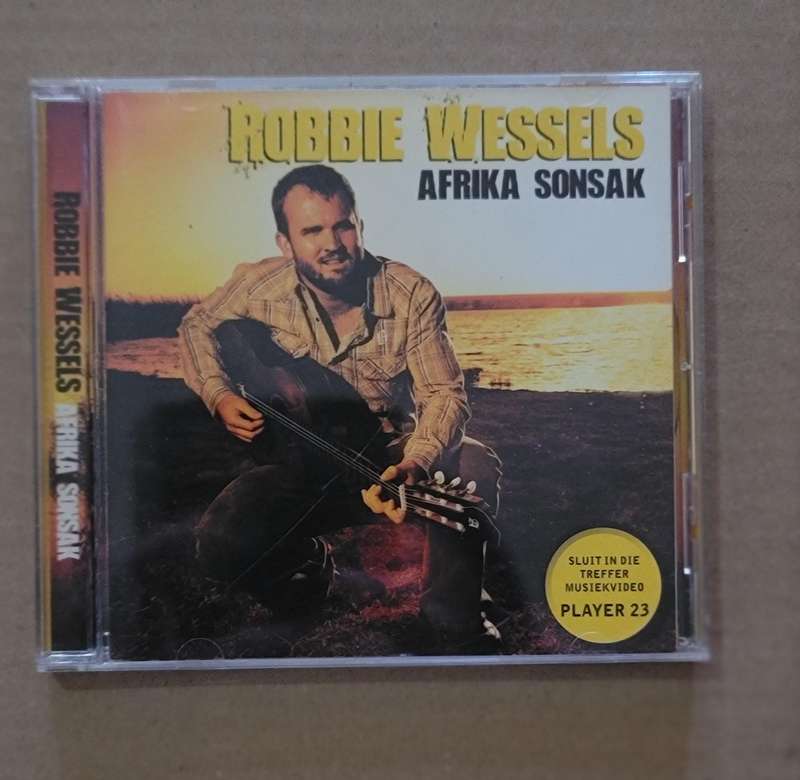 ROBBIE WESSELS
AFRIKA SONSAK
ROBBIE WESSELS AFRIKA SONSAK
SLUIT IN DIE
TREFFER
MUSIEKVIDEO
PLAYER 23